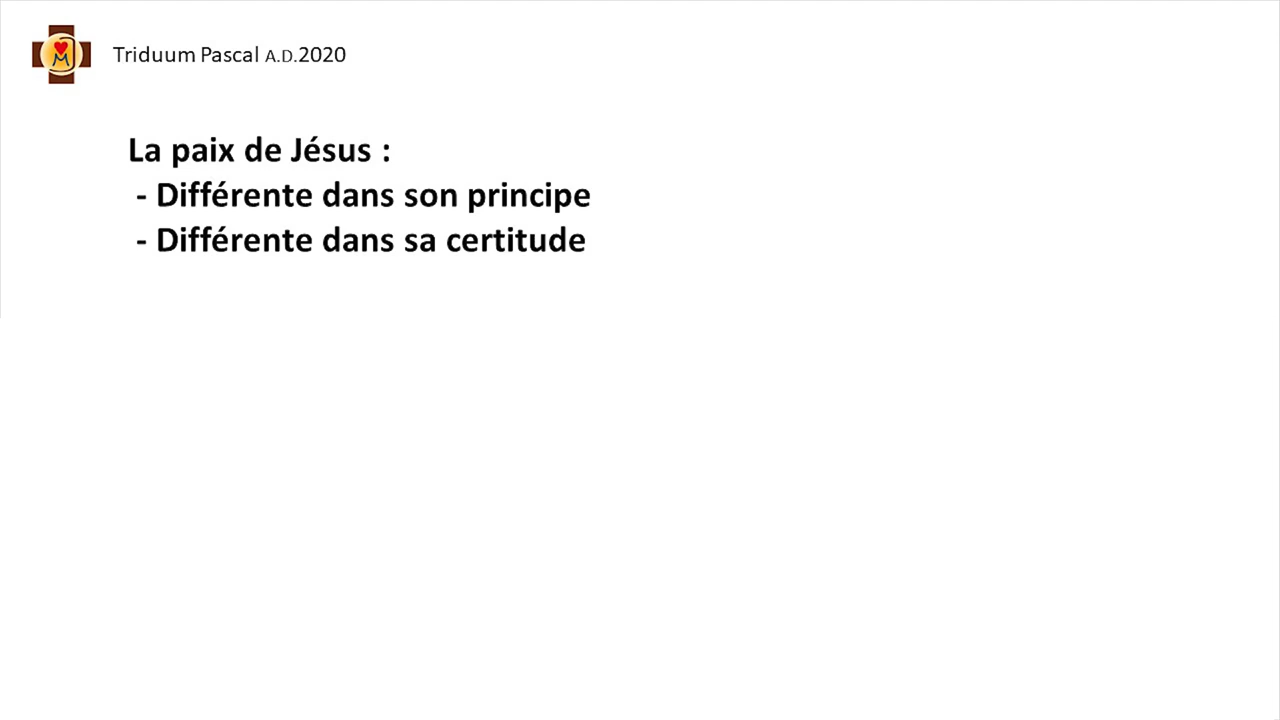 Triduum Pascal A.D.2020
La paix de Jésus :
- Différente dans son principe
- Différente dans sa certitude